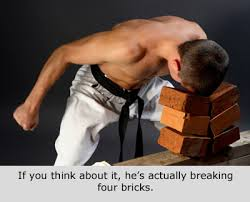 If you think about it, he's actually breaking
four bricks.